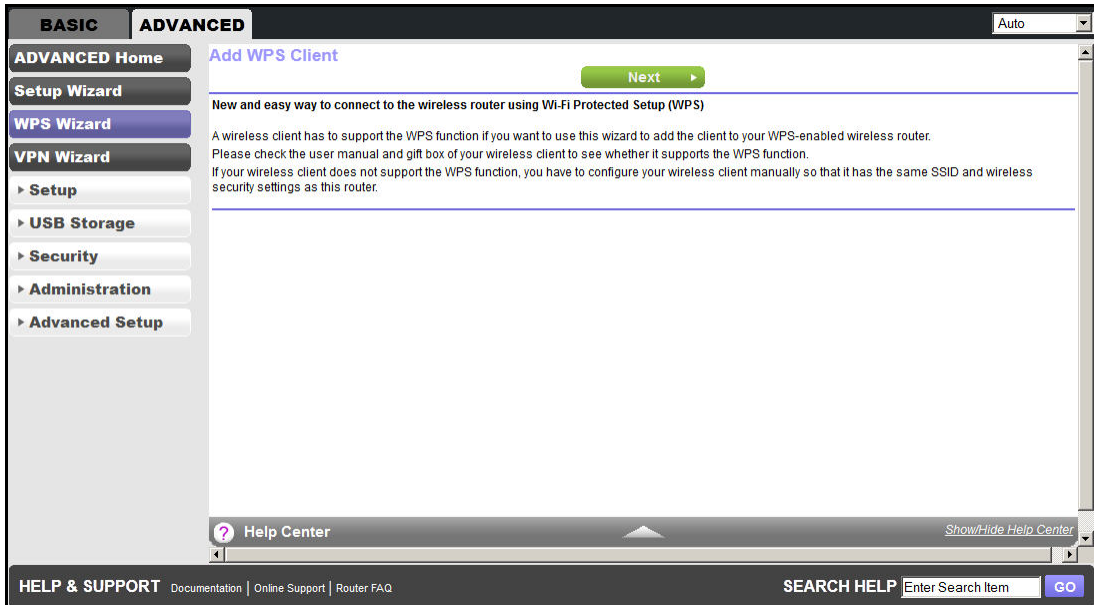 BASIC
ADVANCED
Auto
ADVANCED Home
Setup Wizard
WPS Wizard
VPN Wizard
Setup
USB Storage
Security
Administration
Advanced Setup
Add WPS Client
Next
New and easy way to connect to the wireless router using Wi-Fi Protected Setup (WPS)
A wireless client has to support the WPS function if you want to use this wizard to add the client to your WPS-enabled wireless router.
Please check the user manual and gift box of your wireless client to see whether it supports the WPS function.
If your wireless client does not support the WPS function, you have to configure your wireless client manually so that it has the same SSID and wireless
security settings as this router.
? Help Center
Show/Hide Help Center
HELP & SUPPORT Documentation | Online Support | Router FAQ
SEARCH HELP Enter Search Item GO